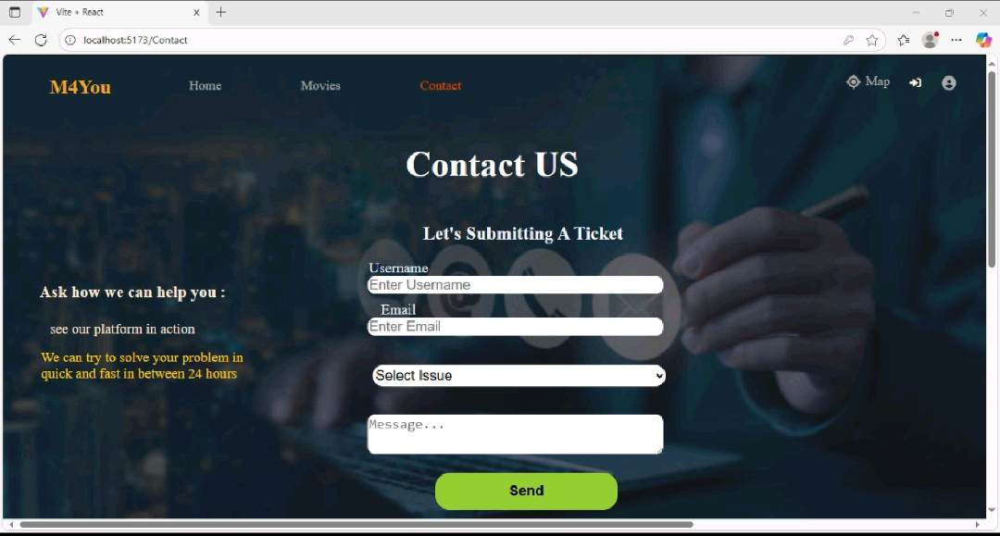 Vite + React
localhost:5173/Contact
M4You
Home
Movies
Contact
Map
Contact US
Let's Submitting A Ticket
Username
Enter Username
Email
Enter Email
Ask how we can help you :
see our platform in action
We can try to solve your problem in
quick and fast in between 24 hours
Select Issue
Message...
Send